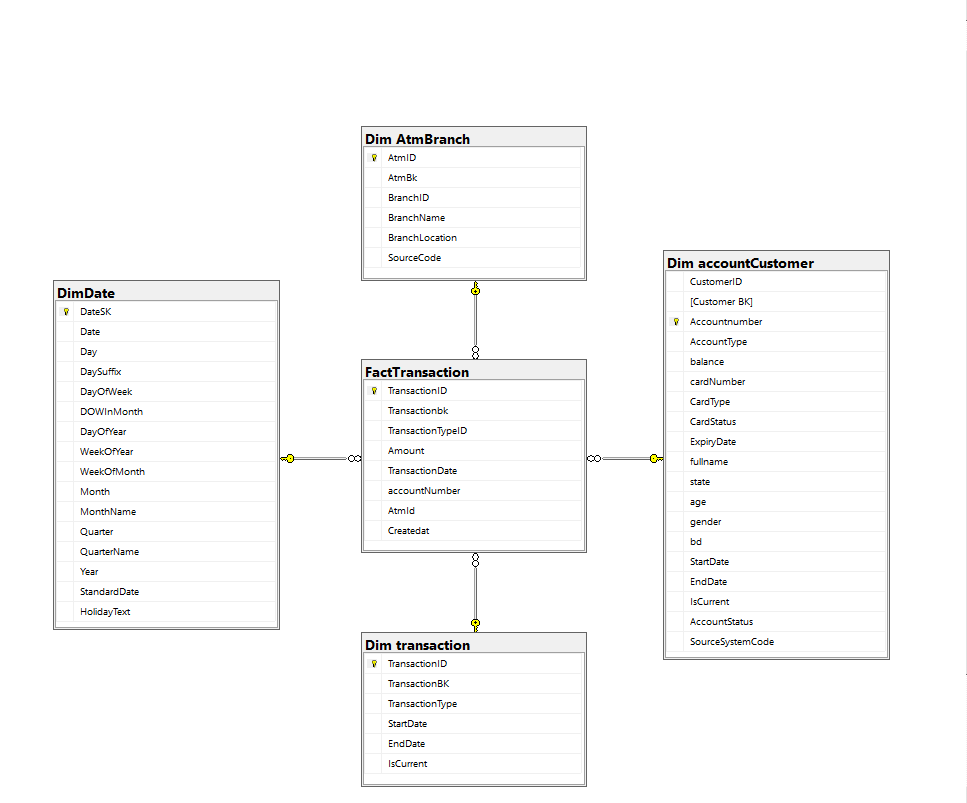 Dim AtmBranch
AtmID
AtmBk
BranchID
BranchName
BranchLocation
SourceCode
DimDate
DateSK
Date
Day
DaySuffix
DayOfWeek
DOWInMonth
DayOfYear
WeekOfYear
WeekOfMonth
Month
MonthName
Quarter
QuarterName
Year
StandardDate
HolidayText
FactTransaction
TransactionID
Transactionbk
TransactionTypeID
Amount
TransactionDate
accountNumber
AtmId
Createdat
Dim accountCustomer
CustomerID
[Customer BK]
Accountnumber
AccountType
balance
cardNumber
CardType
CardStatus
ExpiryDate
fullname
state
age
gender
bd
StartDate
EndDate
IsCurrent
AccountStatus
SourceSystemCode
Dim transaction
TransactionID
TransactionBK
TransactionType
StartDate
EndDate
IsCurrent